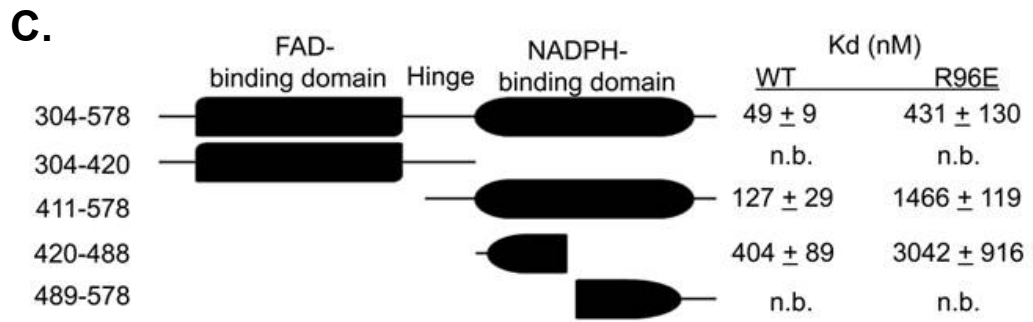 C.
FAD-
binding domain
Hinge
NADPH-
binding domain
Kd (nM)
WT R96E
304-578 49 ± 9 431 ± 130
304-420 n.b. n.b.
411-578 127 ± 29 1466 ± 119
420-488 404 ± 89 3042 ± 916
489-578 n.b. n.b.